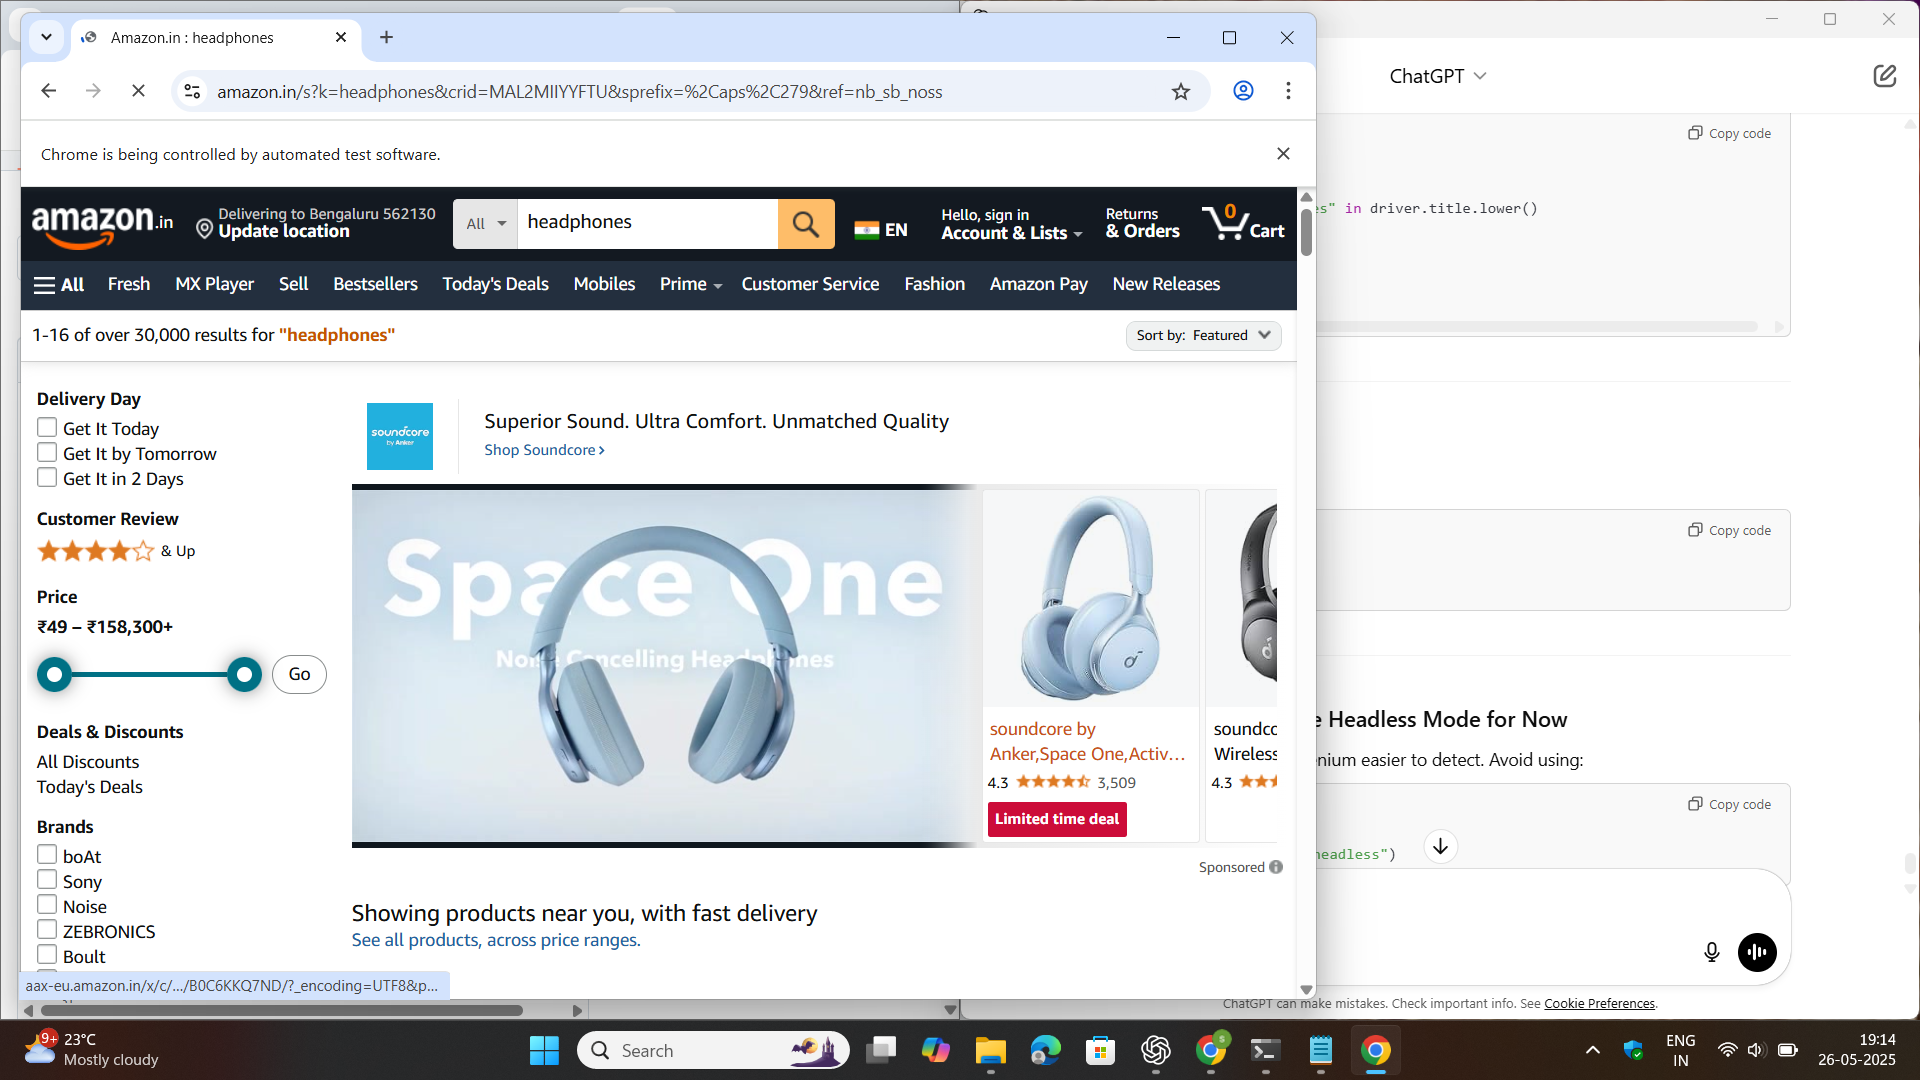 Amazon.in : headphones
amazon.in/s?k=headphones&crid=MAL2MIIYYFTU&sprefix=%2Caps%2C279&ref=nb_sb_noss
Chrome is being controlled by automated test software.
amazon.in
Delivering to Bengaluru 562130
Update location
All
headphones
EN
Hello, sign in
Account & Lists
Returns
& Orders
0
Cart
All
Fresh
MX Player
Sell
Bestsellers
Today's Deals
Mobiles
Prime
Customer Service
Fashion
Amazon Pay
New Releases
1-16 of over 30,000 results for "headphones"
Sort by: Featured
Delivery Day
Get It Today
Get It by Tomorrow
Get It in 2 Days
Customer Review
& Up
Price
₹49 – ₹158,300+
Go
Deals & Discounts
All Discounts
Today's Deals
Brands
boAt
Sony
Noise
ZEBRONICS
Boult
soundcore
by Anker
Superior Sound. Ultra Comfort. Unmatched Quality
Shop Soundcore ›
Space One
Noise Cancelling Headphones
soundcore by
Anker,Space One,Activ...
4.3
3,509
Limited time deal
soundco
Wireless
4.3
Sponsored
Showing products near you, with fast delivery
See all products, across price ranges.
aax-eu.amazon.in/x/c/.../B0C6KKQ7ND/?_encoding=UTF8&p...
ChatGPT
Copy code
es" in driver.title.lower()
Copy code
e Headless Mode for Now
nium easier to detect. Avoid using:
Copy code
headless")
ChatGPT can make mistakes. Check important info. See Cookie Preferences.
9+
23°C
Mostly cloudy
Search
ENG
IN
19:14
26-05-2025